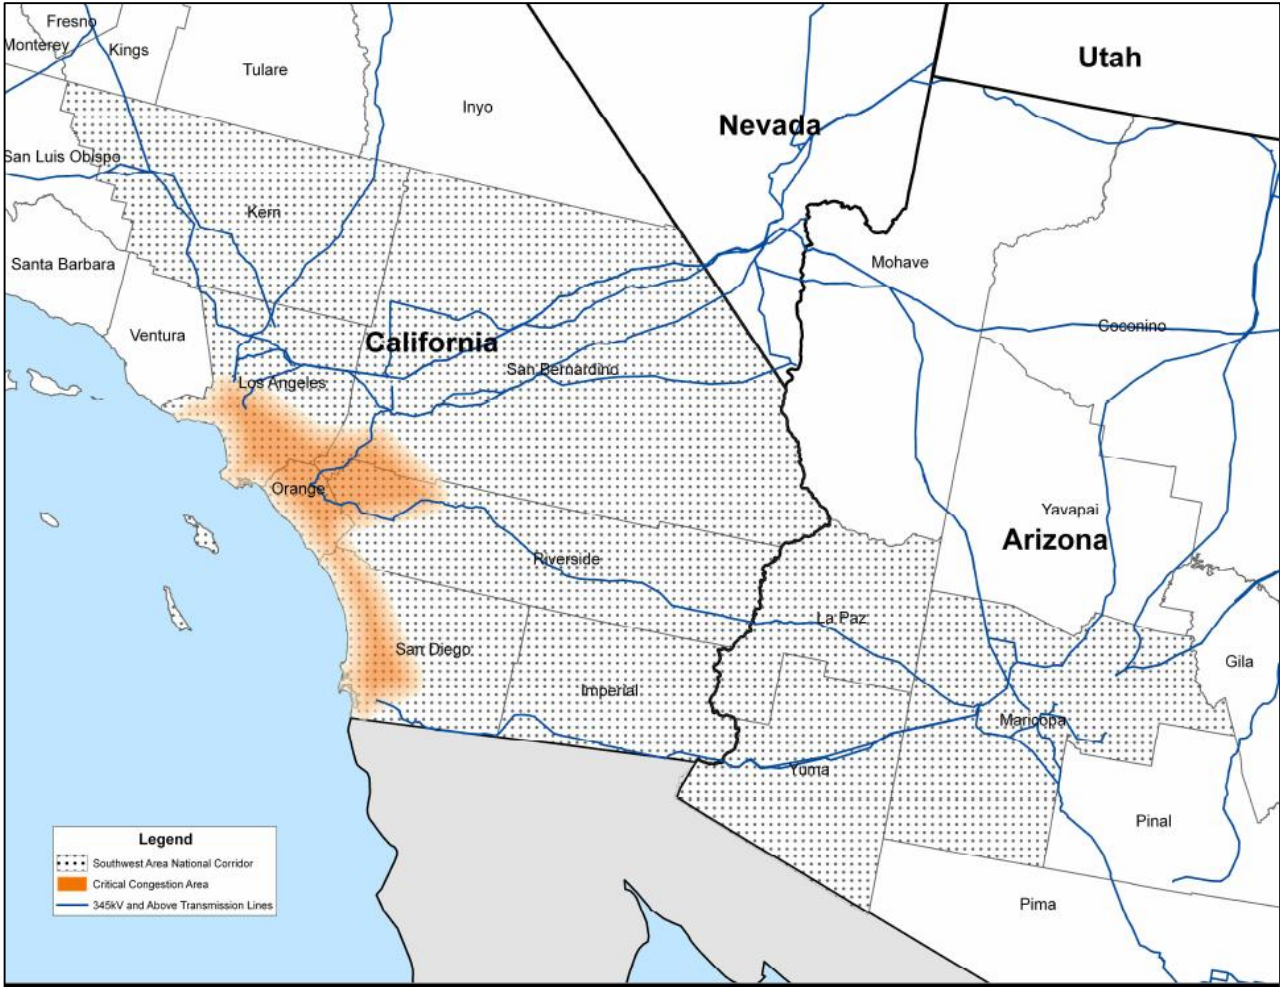 Fresno
Monterey
Kings
Tulare
Inyo
Utah
Nevada
San Luis Obispo
Kern
Santa Barbara
Mohave
Ventura
California
Coconino
San Bernardino
Los Angeles
Orange
Yavapai
Arizona
Riverside
La Paz
San Diego
Gila
Imperial
Maricopa
Yuma
Pinal
Pima
Legend
Southwest Area National Corridor
Critical Congestion Area
345kV and Above Transmission Lines